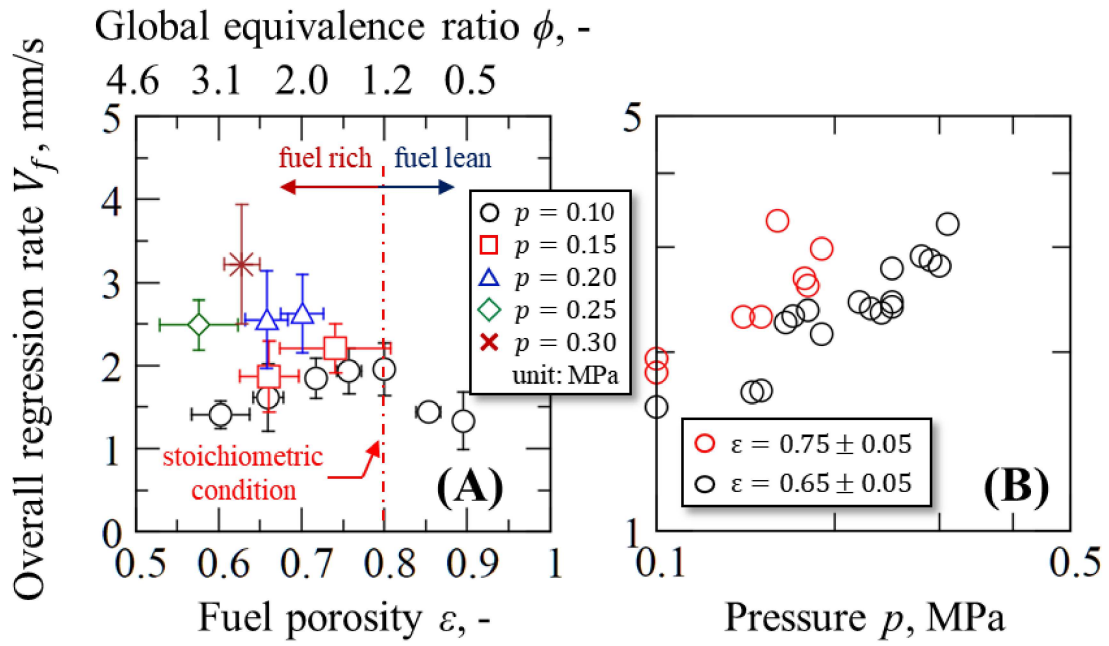 Global equivalence ratio ϕ, -
4.6 3.1 2.0 1.2 0.5
Overall regression rate V_f, mm/s
5
4
3
2
1
0
fuel rich fuel lean
p = 0.10
p = 0.15
p = 0.20
p = 0.25
p = 0.30
unit: MPa
stoichiometric
condition
(A)
0.5 0.6 0.7 0.8 0.9 1
Fuel porosity ε, -
5
1
ε = 0.75 ± 0.05
ε = 0.65 ± 0.05
(B)
0.1 0.5
Pressure p, MPa